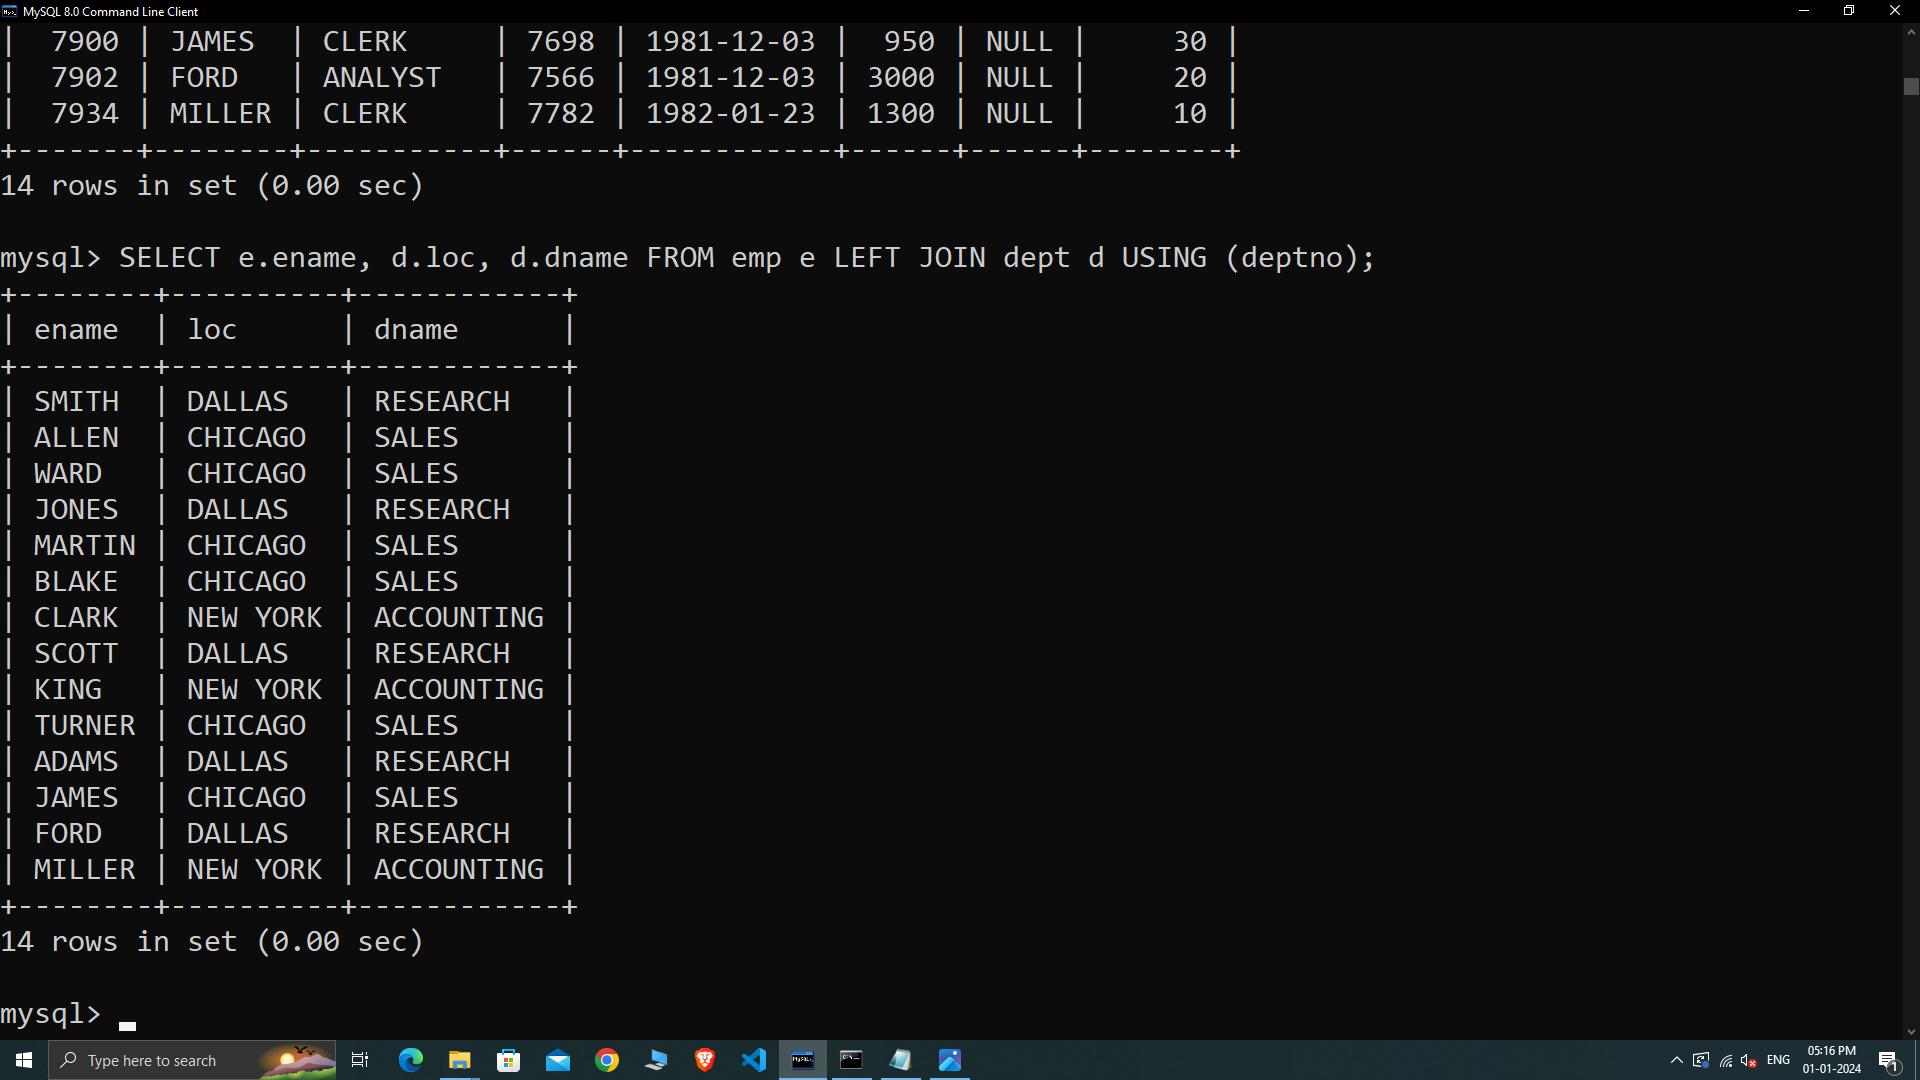 MySQL 8.0 Command Line Client
|  7900 | JAMES  | CLERK     | 7698 | 1981-12-03 |  950 | NULL |     30 |
|  7902 | FORD   | ANALYST   | 7566 | 1981-12-03 | 3000 | NULL |     20 |
|  7934 | MILLER | CLERK     | 7782 | 1982-01-23 | 1300 | NULL |     10 |
+-------+--------+-----------+------+------------+------+------+--------+
14 rows in set (0.00 sec)
mysql> SELECT e.ename, d.loc, d.dname FROM emp e LEFT JOIN dept d USING (deptno);
+--------+----------+------------+
| ename  | loc      | dname      |
+--------+----------+------------+
| SMITH  | DALLAS   | RESEARCH   |
| ALLEN  | CHICAGO  | SALES      |
| WARD   | CHICAGO  | SALES      |
| JONES  | DALLAS   | RESEARCH   |
| MARTIN | CHICAGO  | SALES      |
| BLAKE  | CHICAGO  | SALES      |
| CLARK  | NEW YORK | ACCOUNTING |
| SCOTT  | DALLAS   | RESEARCH   |
| KING   | NEW YORK | ACCOUNTING |
| TURNER | CHICAGO  | SALES      |
| ADAMS  | DALLAS   | RESEARCH   |
| JAMES  | CHICAGO  | SALES      |
| FORD   | DALLAS   | RESEARCH   |
| MILLER | NEW YORK | ACCOUNTING |
+--------+----------+------------+
14 rows in set (0.00 sec)
mysql>
Type here to search
ENG
05:16 PM
01-01-2024
1